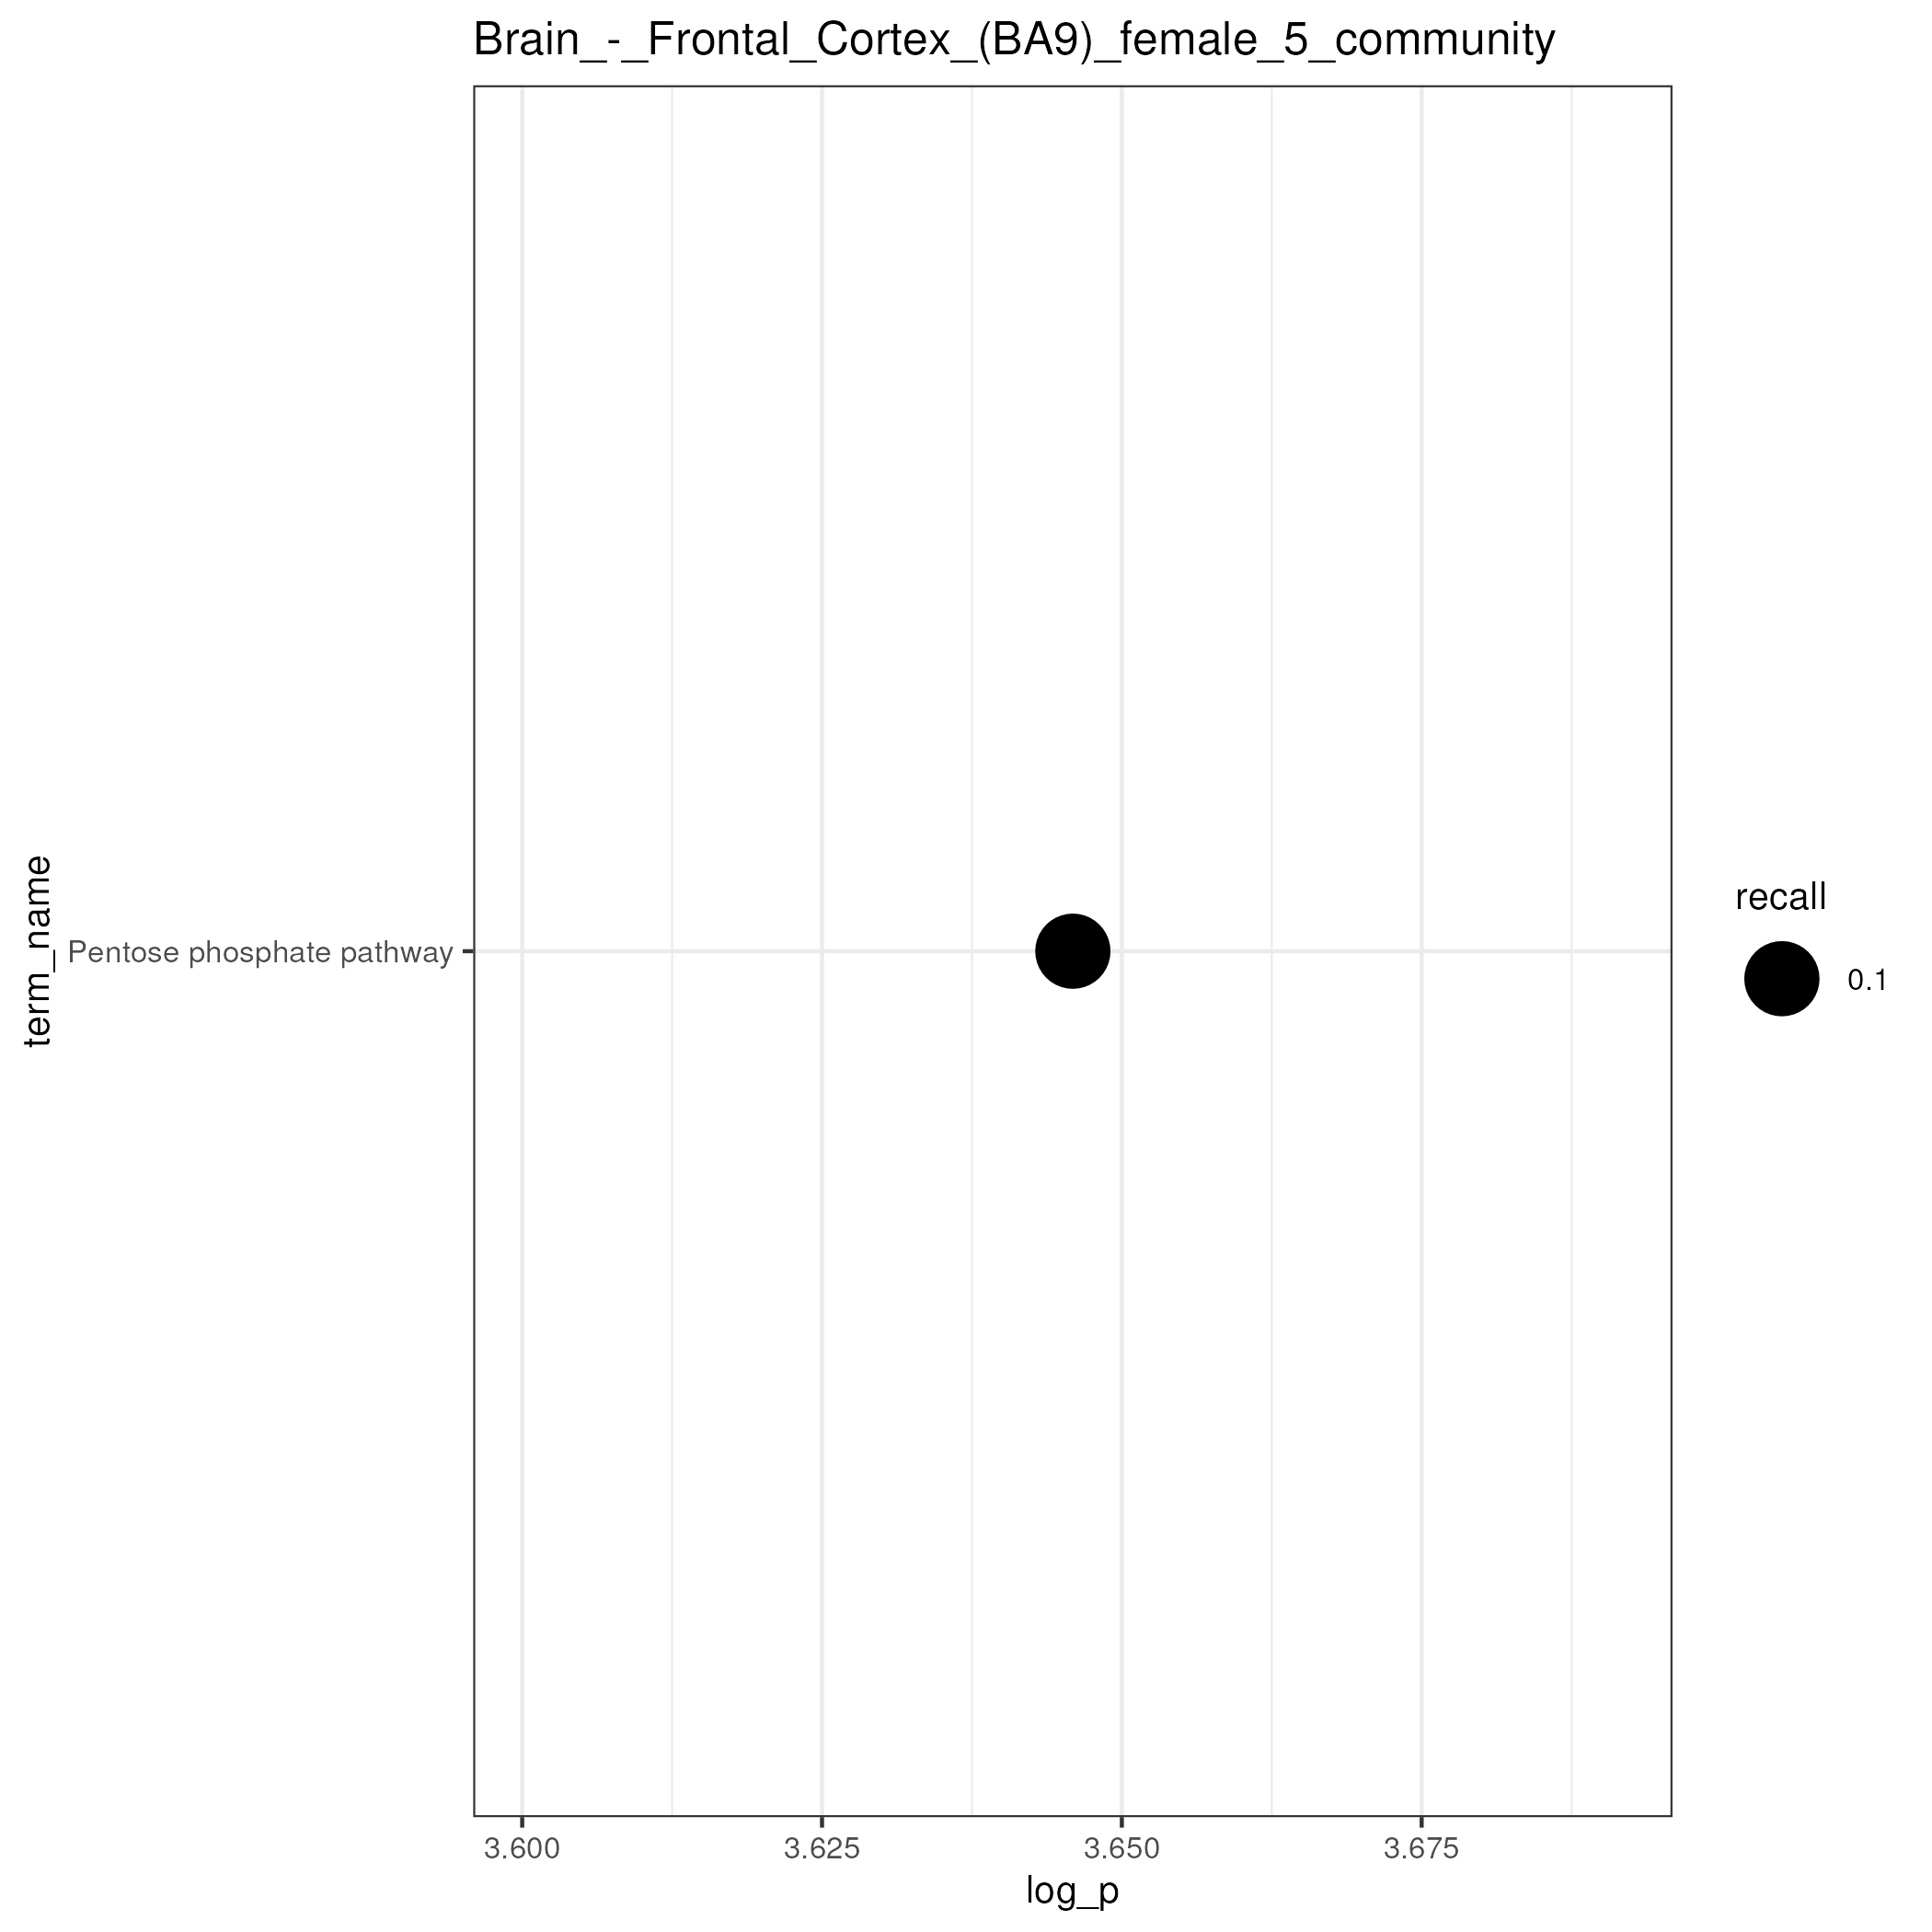 Brain_-_Frontal_Cortex_(BA9)_female_5_community
term_name
Pentose phosphate pathway
recall
0.1
3.600 3.625 3.650 3.675
log_p